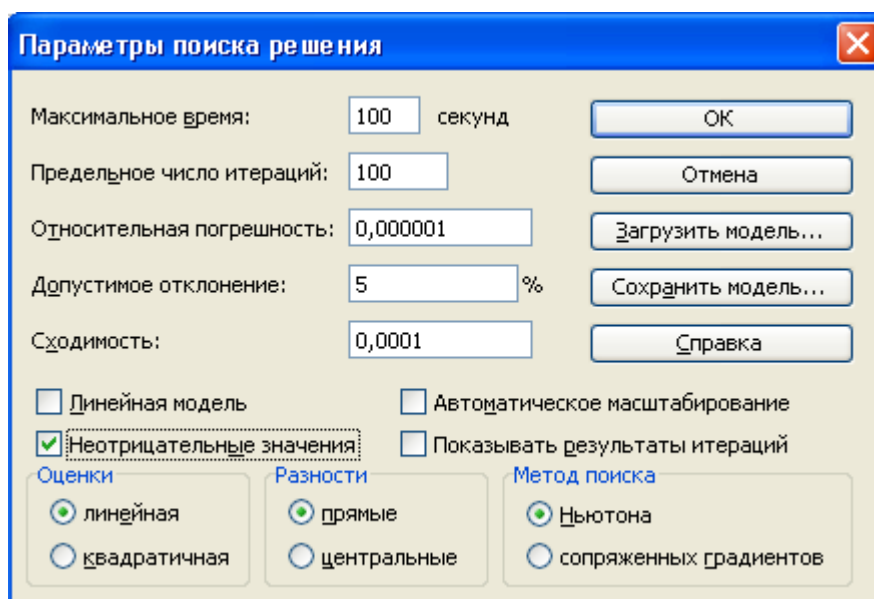 Параметры поиска решения
Максимальное время: 100 секунд OK
Предельное число итераций: 100 Отмена
Относительная погрешность: 0,000001 Загрузить модель...
Допустимое отклонение: 5 % Сохранить модель...
Сходимость: 0,0001 Справка
Линейная модель Автоматическое масштабирование
Неотрицательные значения Показывать результаты итераций
Оценки Разности Метод поиска
линейная прямые Ньютона
квадратичная центральные сопряженных градиентов